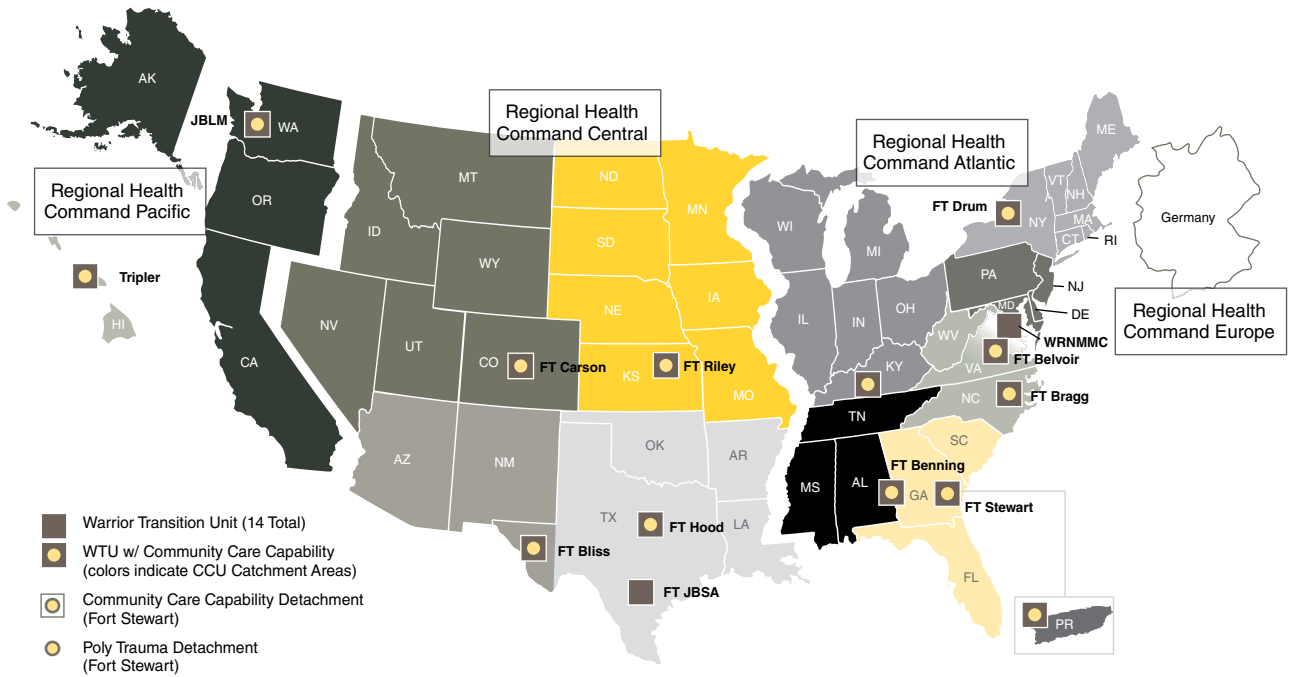 AK
JBLM
WA
Regional Health
Command Central
Regional Health
Command Atlantic
ME
MT
ND
MN
VT
NH
Regional Health
Command Pacific
OR
ID
SD
WI
MI
FT Drum
NY
MA
CT
RI
Germany
WY
PA
NJ
Tripler
HI
NV
UT
NE
IA
IL
IN
OH
MD
DE
Regional Health
Command Europe
WV
WRNMMC
CA
CO
FT Carson
KS
FT Riley
MO
KY
VA
FT Belvoir
NC
FT Bragg
TN
AZ
NM
OK
AR
SC
FT Benning
MS
AL
GA
FT Stewart
TX
FT Hood
LA
FT Bliss
FT JBSA
FL
PR
Warrior Transition Unit (14 Total)
WTU w/ Community Care Capability
(colors indicate CCU Catchment Areas)
Community Care Capability Detachment
(Fort Stewart)
Poly Trauma Detachment
(Fort Stewart)